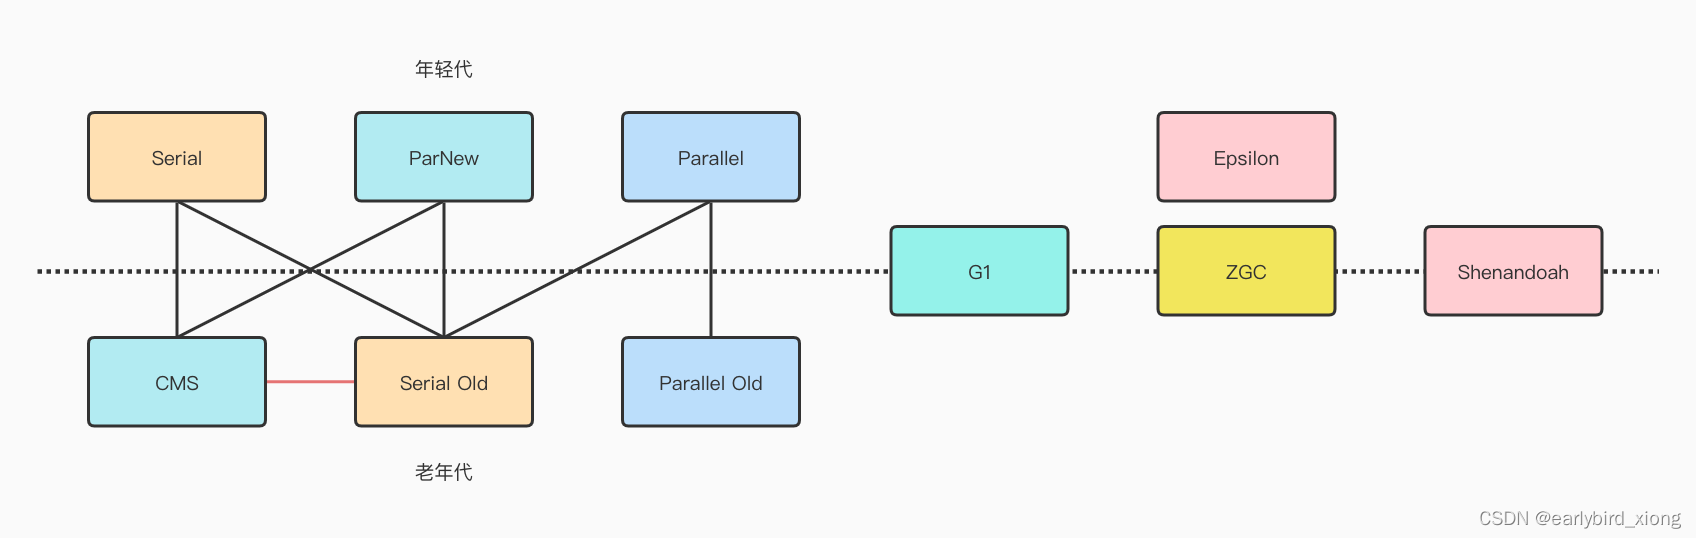 年轻代
Serial
ParNew
Parallel
Epsilon
G1
ZGC
Shenandoah
CMS
Serial Old
Parallel Old
老年代
CSDN @earlybird_xiong